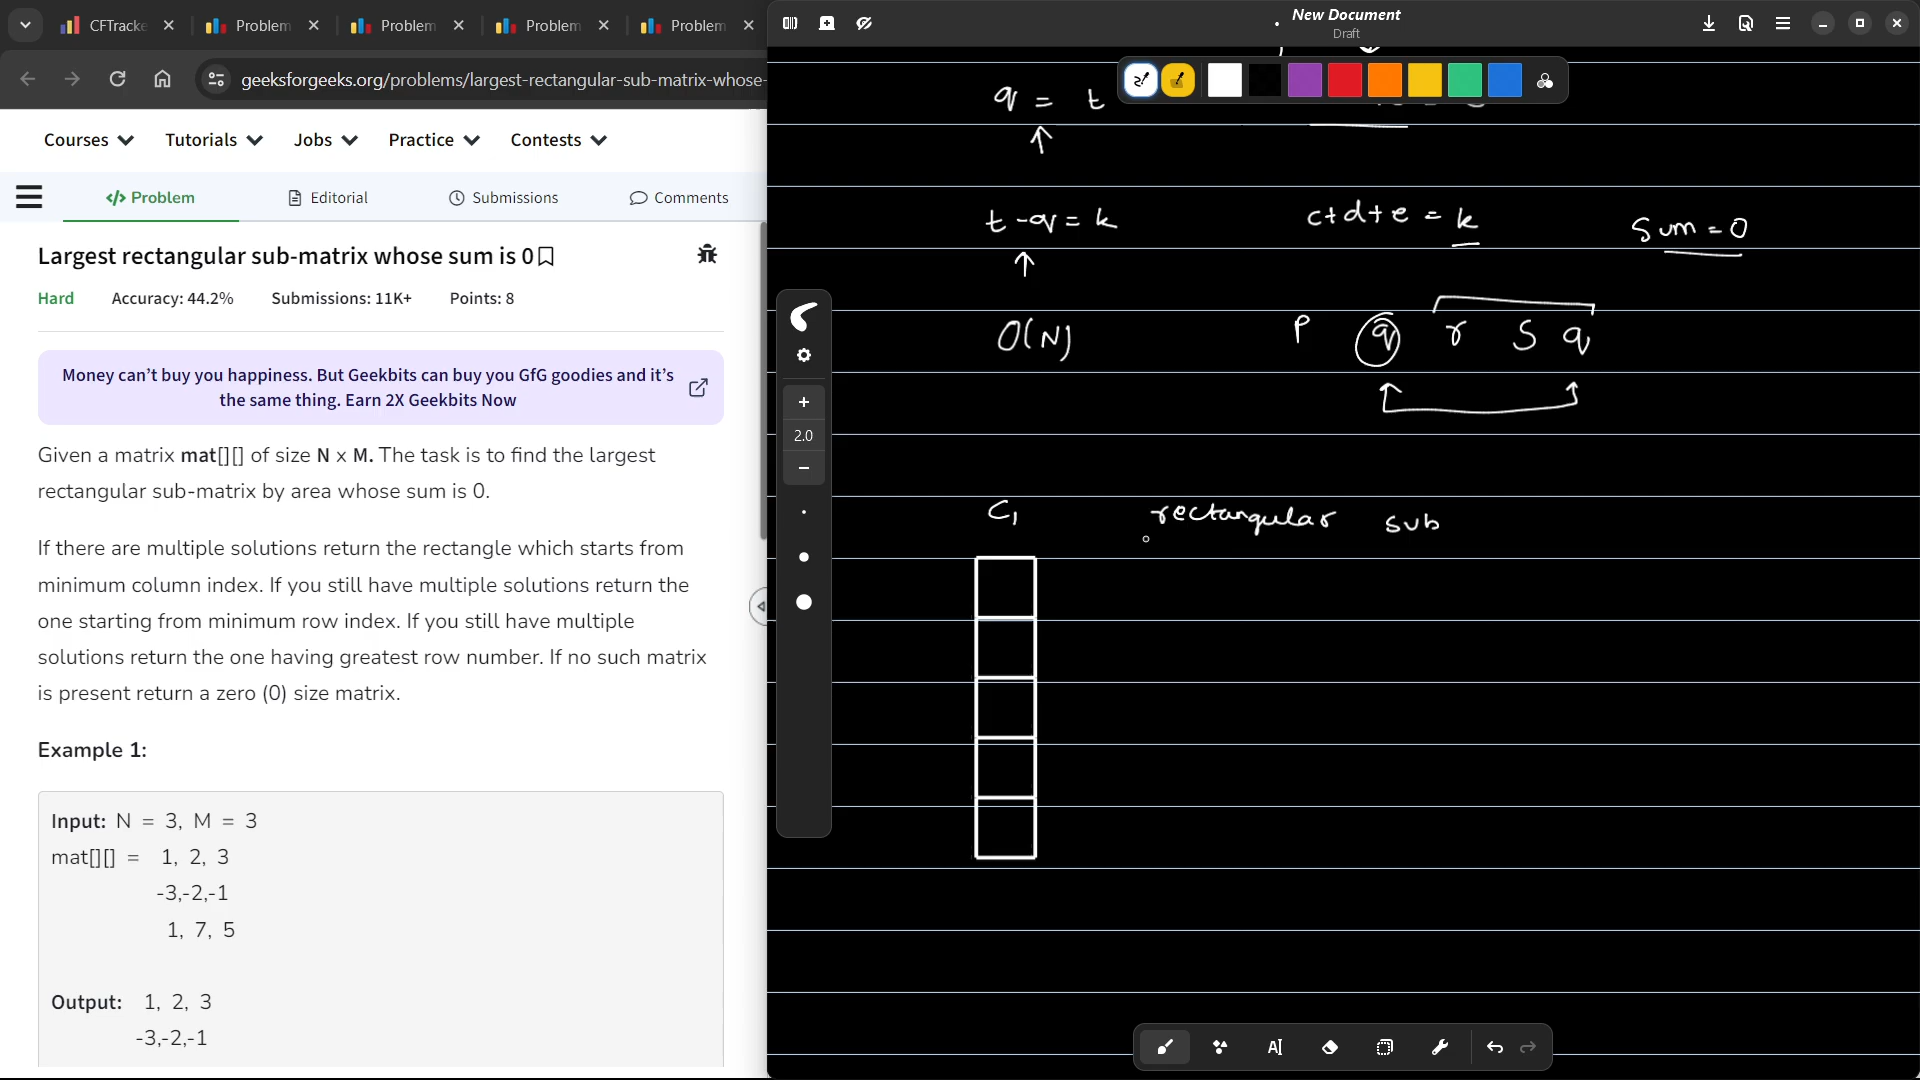 CFTracke
Problem
Problem
Problem
Problem
geeksforgeeks.org/problems/largest-rectangular-sub-matrix-whose-
Courses
Tutorials
Jobs
Practice
Contests
</> Problem
Editorial
Submissions
Comments
Largest rectangular sub-matrix whose sum is 0
Hard
Accuracy: 44.2%
Submissions: 11K+
Points: 8
Money can’t buy you happiness. But Geekbits can buy you GfG goodies and it’s
the same thing. Earn 2X Geekbits Now
Given a matrix mat[][] of size N x M. The task is to find the largest
rectangular sub-matrix by area whose sum is 0.
If there are multiple solutions return the rectangle which starts from
minimum column index. If you still have multiple solutions return the
one starting from minimum row index. If you still have multiple
solutions return the one having greatest row number. If no such matrix
is present return a zero (0) size matrix.
Example 1:
Input: N = 3, M = 3
mat[][] = 1, 2, 3
-3,-2,-1
1, 7, 5
Output: 1, 2, 3
-3,-2,-1
• New Document
Draft
q = t
t - q = k
c+d+e = k
Sum = 0
O(N)
P q r S q
C1
rectangular sub
2.0